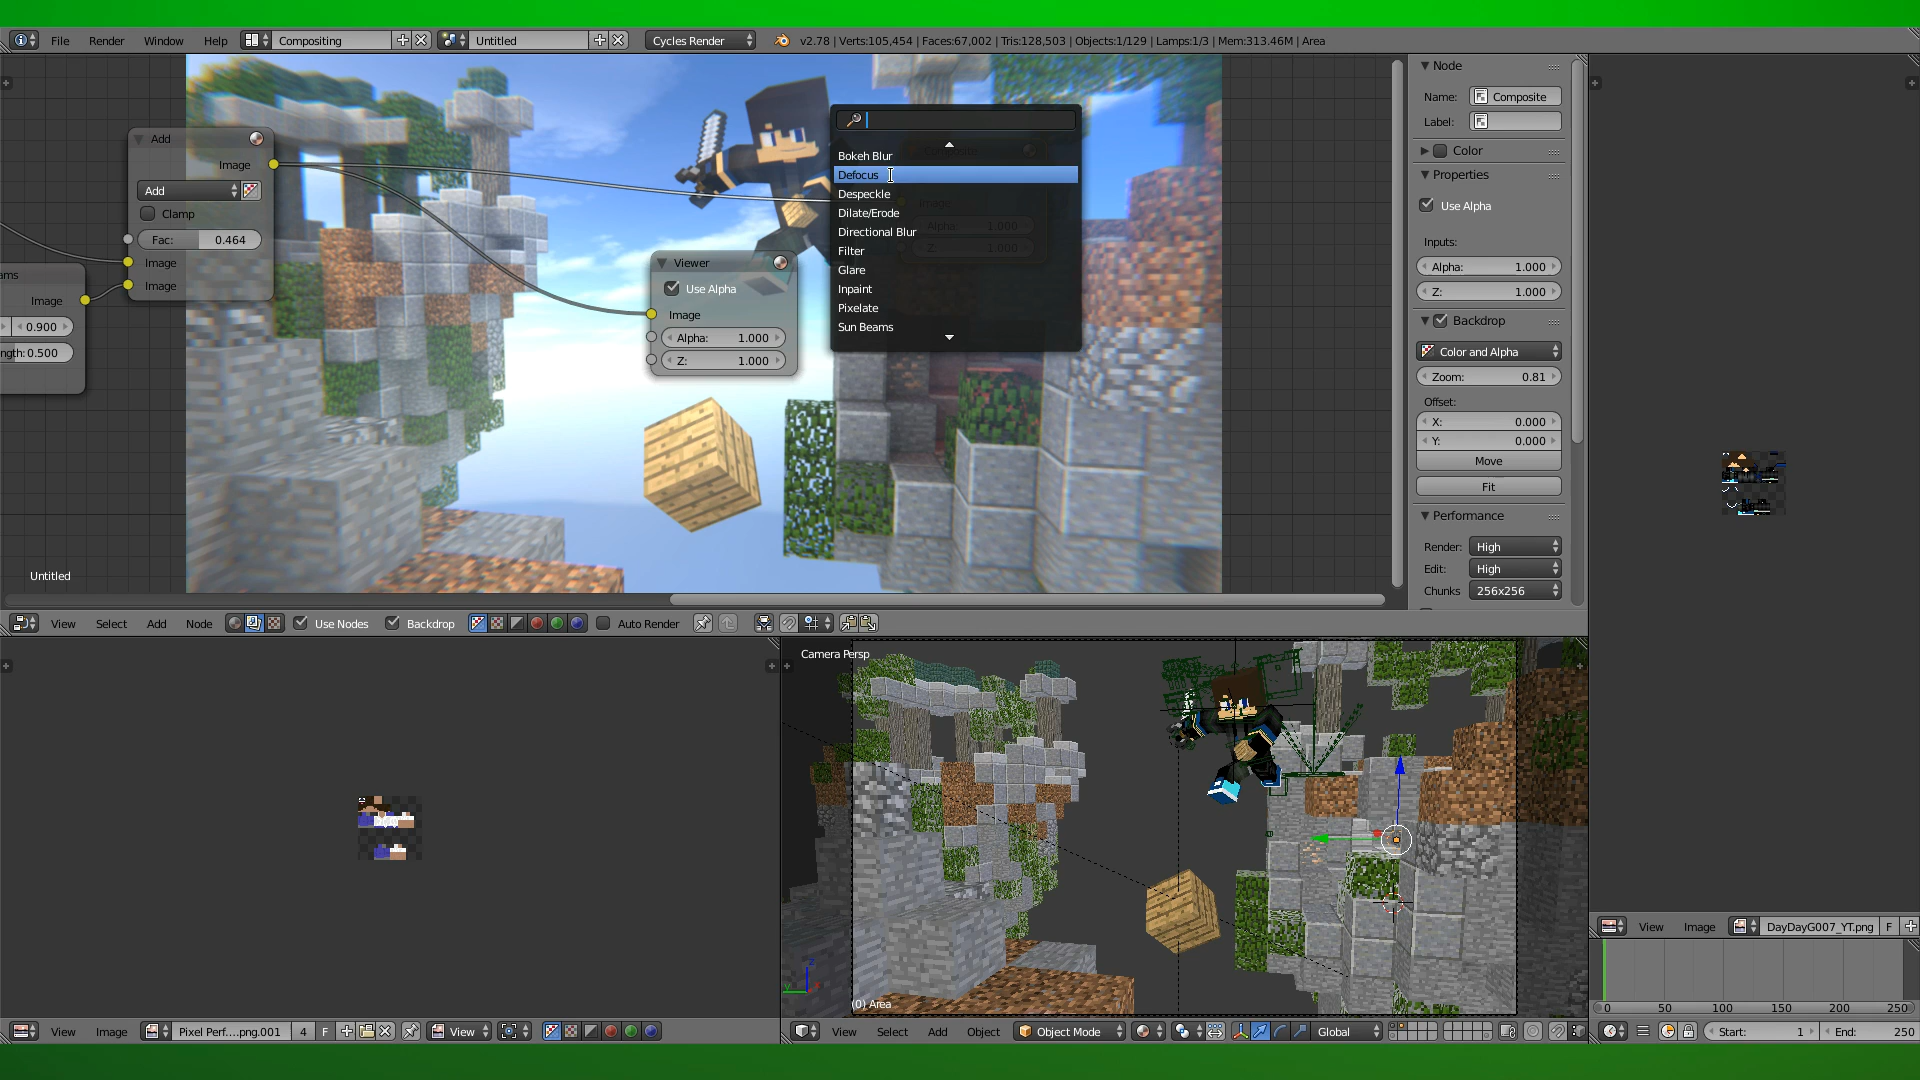 File Render Window Help Compositing Untitled Cycles Render v2.78 | Verts:105,454 | Faces:67,002 | Tris:128,503 | Objects:1/129 | Lamps:1/3 | Mem:313.46M | Area
Add
Image
Add
Clamp
Fac: 0.464
Image
Image
ams
Image
0.900
ngth: 0.500
Untitled
Viewer
Use Alpha
Image
Alpha: 1.000
Z: 1.000
Bokeh Blur
Defocus
Despeckle
Dilate/Erode
Directional Blur
Filter
Glare
Inpaint
Pixelate
Sun Beams
Image
Alpha: 1.000
Z: 1.000
Node
Name: Composite
Label:
Color
Properties
Use Alpha
Inputs:
Alpha: 1.000
Z: 1.000
Backdrop
Color and Alpha
Zoom: 0.81
Offset:
X: 0.000
Y: 0.000
Move
Fit
Performance
Render: High
Edit: High
Chunks 256x256
View Select Add Node Use Nodes Backdrop Auto Render
Camera Persp
(0) Area
View Image DayDayG007_YT.png F
0 50 100 150 200 250
View Image Pixel Perf....png.001 4 F View
View Select Add Object Object Mode Global
Start: 1 End: 250